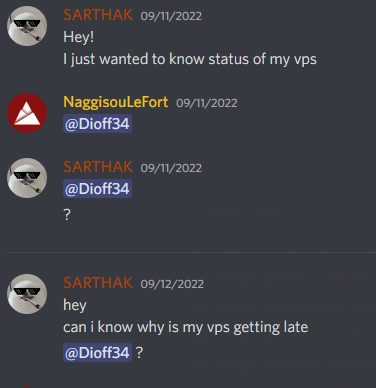 SARTHAK 09/11/2022
Hey!
I just wanted to know status of my vps
NaggisouLeFort 09/11/2022
@Dioff34
SARTHAK 09/11/2022
@Dioff34
?
SARTHAK 09/12/2022
hey
can i know why is my vps getting late
@Dioff34 ?